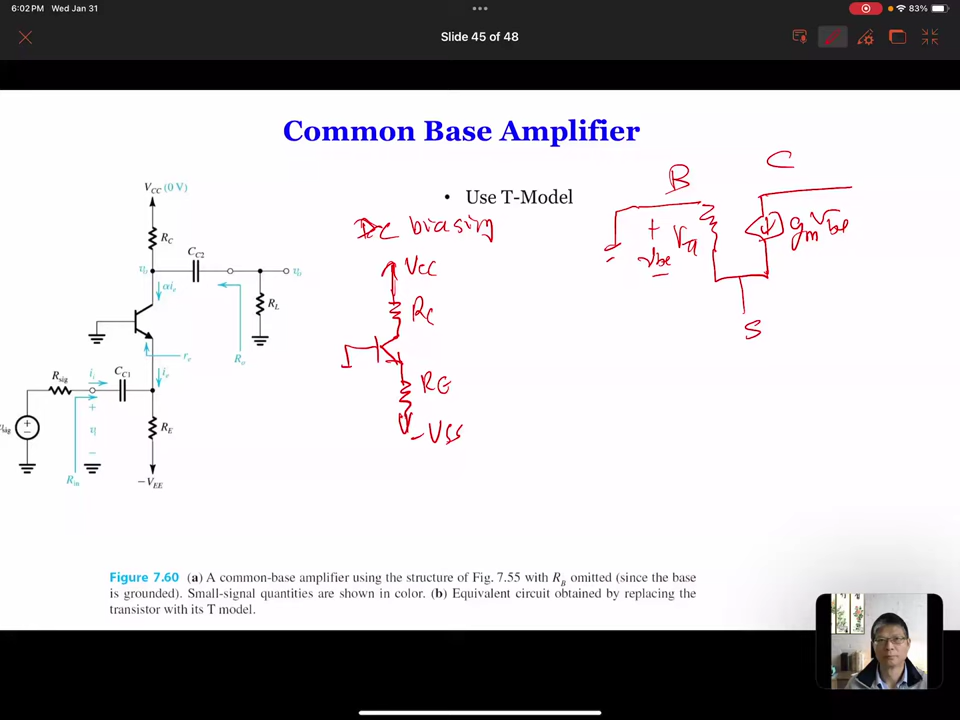 6:02 PM Wed Jan 31
83%
Slide 45 of 48
Common Base Amplifier
• Use T-Model
DC biasing
VCC
RC
RE
-VSS
B
C
+
vbe
gm vbe
S
VCC (0 V)
RC
CC2
vo
vo
αie
RL
Ro
re
Rsig
ii
CC1
ie
+
vi
−
RE
Rin
−VEE
Figure 7.60 (a) A common-base amplifier using the structure of Fig. 7.55 with RB omitted (since the base
is grounded). Small-signal quantities are shown in color. (b) Equivalent circuit obtained by replacing the
transistor with its T model.